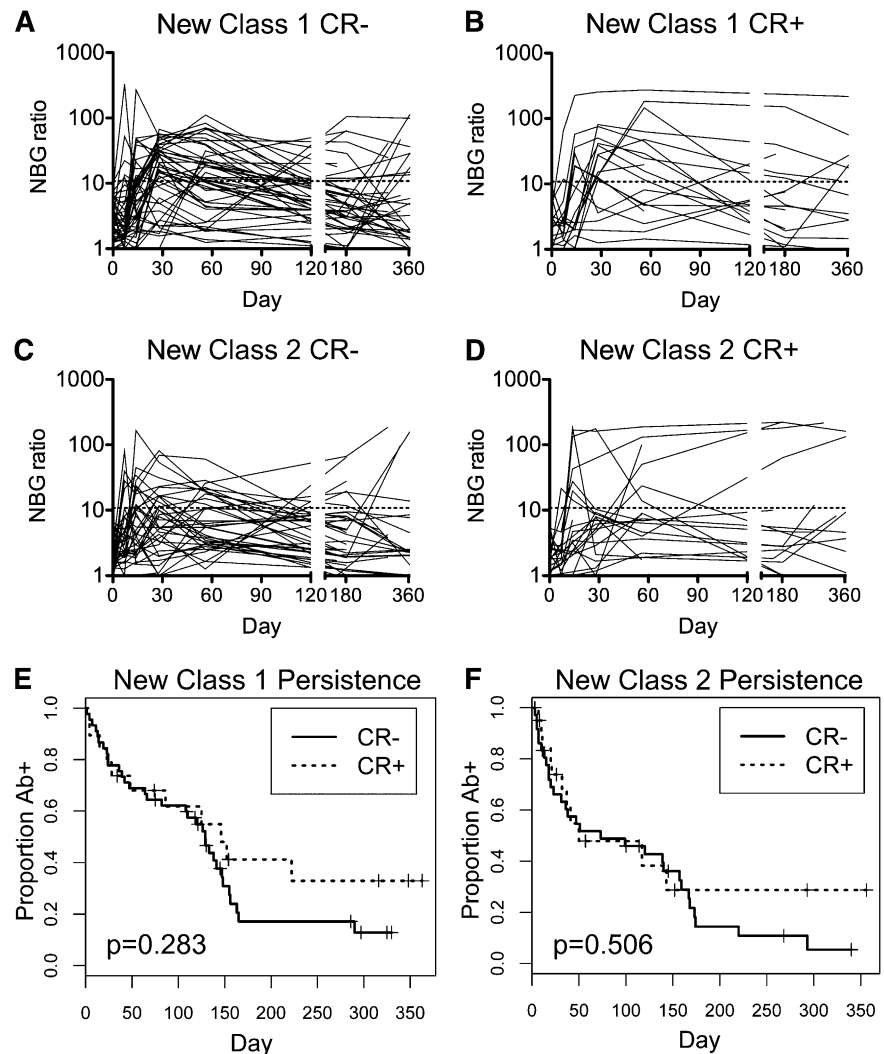 A New Class 1 CR-
NBG ratio
1000
100
10
1
0 30 60 90 120 180 360
Day
B New Class 1 CR+
NBG ratio
1000
100
10
1
0 30 60 90 120 180 360
Day
C New Class 2 CR-
NBG ratio
1000
100
10
1
0 30 60 90 120 180 360
Day
D New Class 2 CR+
NBG ratio
1000
100
10
1
0 30 60 90 120 180 360
Day
E New Class 1 Persistence
Proportion Ab+
1.0
0.8
0.6
0.4
0.2
0.0
CR-
CR+
p=0.283
0 50 100 150 200 250 300 350
Day
F New Class 2 Persistence
Proportion Ab+
1.0
0.8
0.6
0.4
0.2
0.0
CR-
CR+
p=0.506
0 50 100 150 200 250 300 350
Day